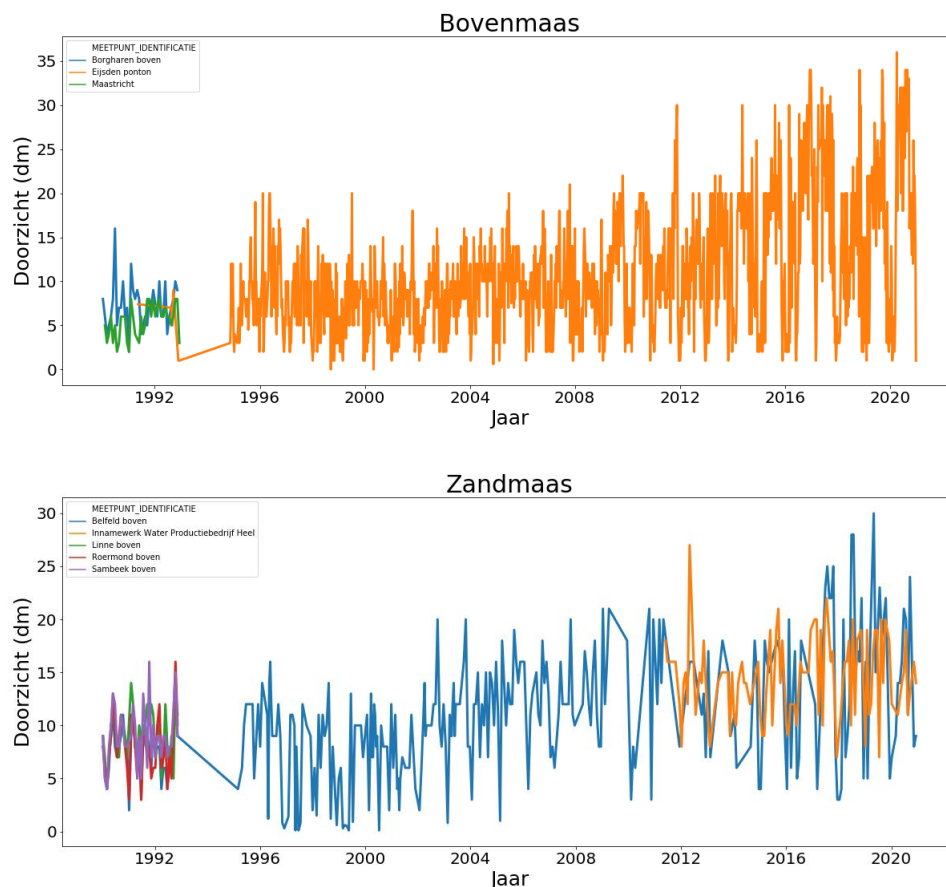 Bovenmaas
MEETPUNT_IDENTIFICATIE
Borgharen boven
Eijsden ponton
Maastricht
Doorzicht (dm)
35
30
25
20
15
10
5
0
1992 1996 2000 2004 2008 2012 2016 2020
Jaar
Zandmaas
MEETPUNT_IDENTIFICATIE
Belfeld boven
Innamewerk Water Productiebedrijf Heel
Linne boven
Roermond boven
Sambeek boven
Doorzicht (dm)
30
25
20
15
10
5
0
1992 1996 2000 2004 2008 2012 2016 2020
Jaar